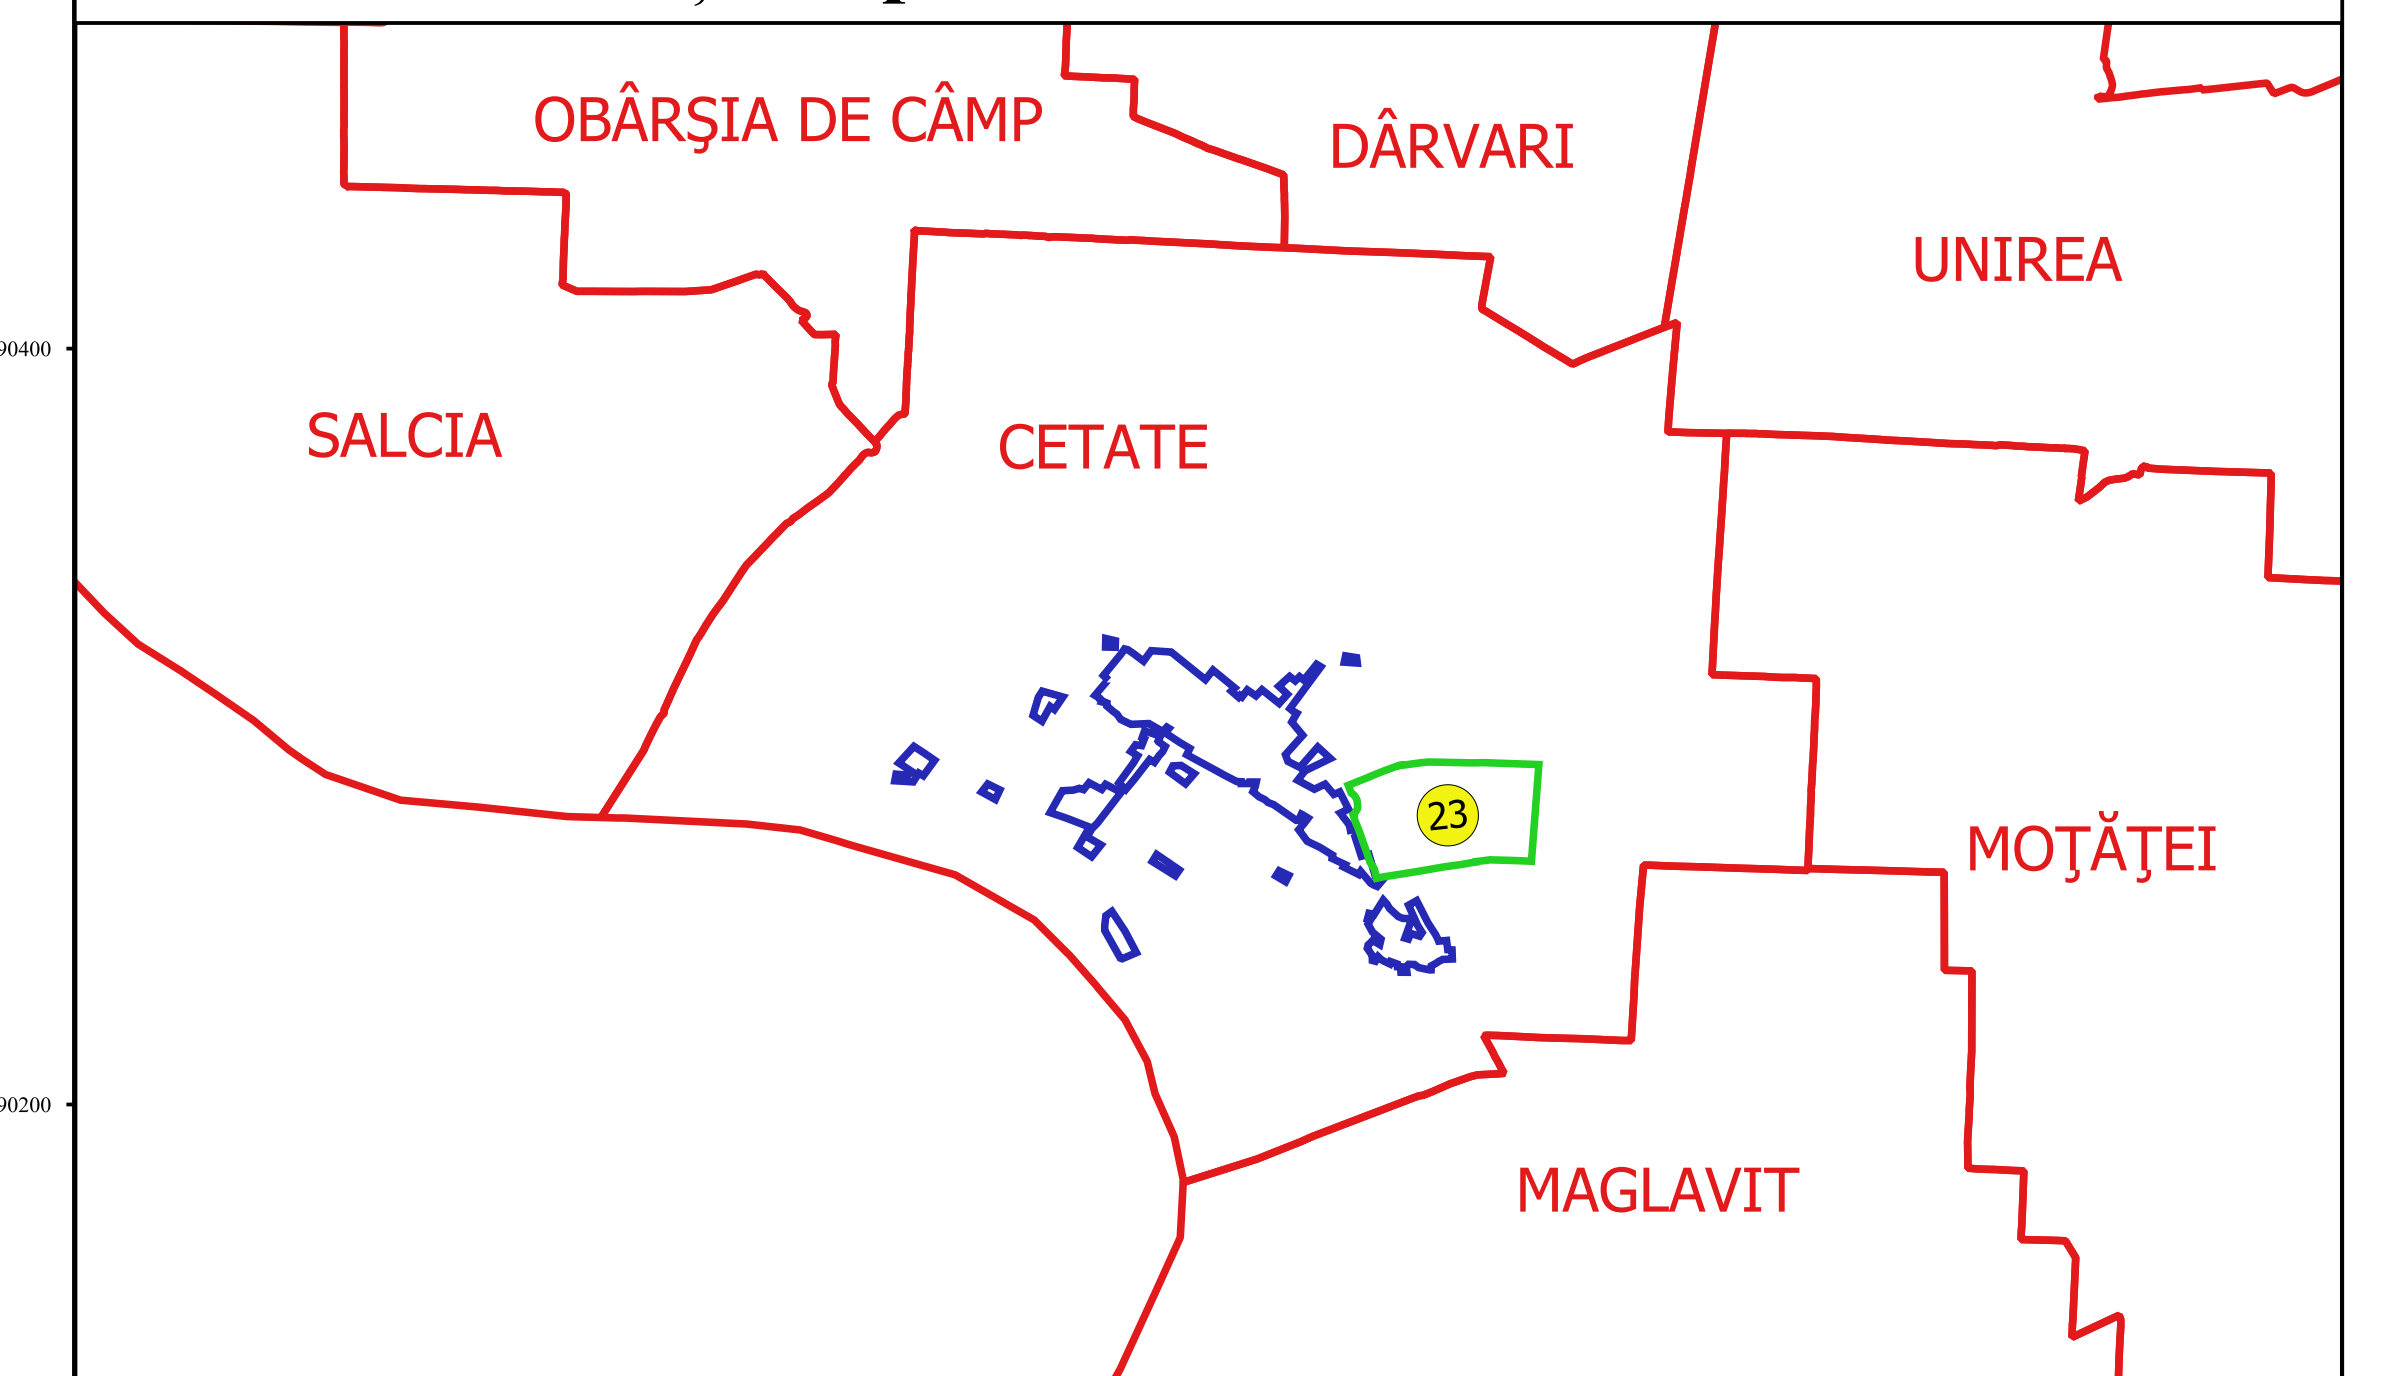 OBÂRŞIA DE CÂMP
DÂRVARI
UNIREA
90400
SALCIA
CETATE
23
MOŢĂŢEI
90200
MAGLAVIT